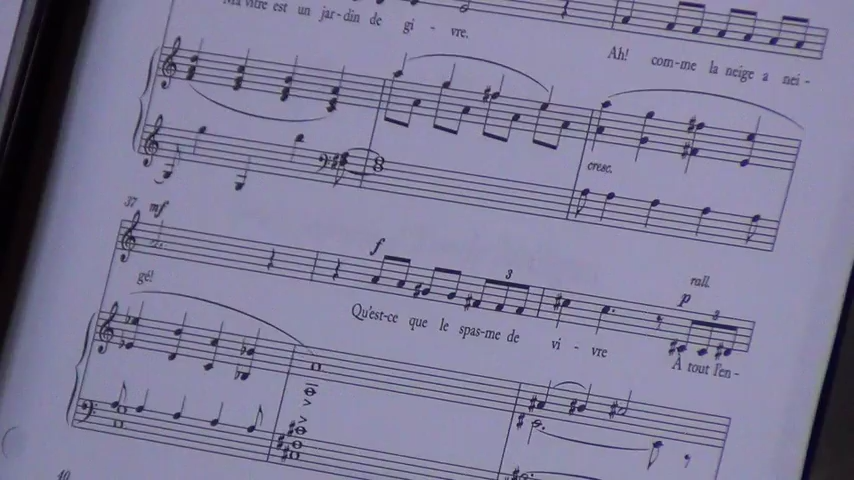 Ma vitre est un jar-din de gi - vre.
Ah! com-me la neige a nei-
cresc.
37 mf
gé!
f
3
rall.
p
3
Qu'est-ce que le spas-me de vi - vre
A tout l'en-
40